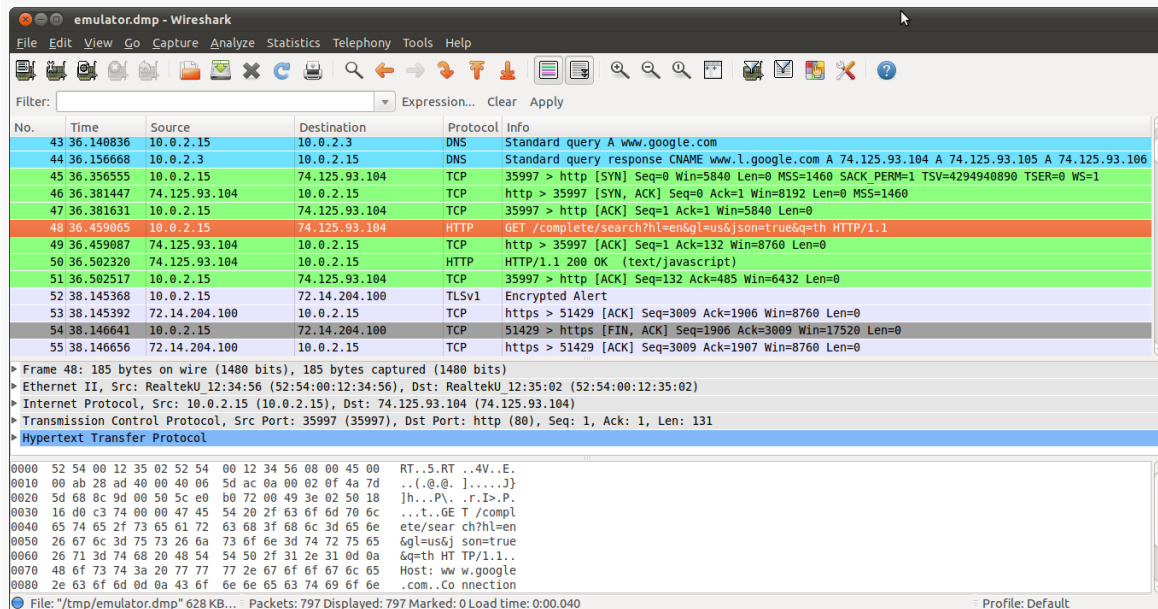 emulator.dmp - Wireshark
File Edit View Go Capture Analyze Statistics Telephony Tools Help
Filter: Expression... Clear Apply
No. Time Source Destination Protocol Info
43 36.140836 10.0.2.15 10.0.2.3 DNS Standard query A www.google.com
44 36.156668 10.0.2.3 10.0.2.15 DNS Standard query response CNAME www.l.google.com A 74.125.93.104 A 74.125.93.105 A 74.125.93.106
45 36.356555 10.0.2.15 74.125.93.104 TCP 35997 > http [SYN] Seq=0 Win=5840 Len=0 MSS=1460 SACK_PERM=1 TSV=4294940890 TSER=0 WS=1
46 36.381447 74.125.93.104 10.0.2.15 TCP http > 35997 [SYN, ACK] Seq=0 Ack=1 Win=8192 Len=0 MSS=1460
47 36.381631 10.0.2.15 74.125.93.104 TCP 35997 > http [ACK] Seq=1 Ack=1 Win=5840 Len=0
48 36.459065 10.0.2.15 74.125.93.104 HTTP GET /complete/search?hl=en&gl=us&json=true&q=th HTTP/1.1
49 36.459087 74.125.93.104 10.0.2.15 TCP http > 35997 [ACK] Seq=1 Ack=132 Win=8760 Len=0
50 36.502320 74.125.93.104 10.0.2.15 HTTP HTTP/1.1 200 OK (text/javascript)
51 36.502517 10.0.2.15 74.125.93.104 TCP 35997 > http [ACK] Seq=132 Ack=485 Win=6432 Len=0
52 38.145368 10.0.2.15 72.14.204.100 TLSv1 Encrypted Alert
53 38.145392 72.14.204.100 10.0.2.15 TCP https > 51429 [ACK] Seq=3009 Ack=1906 Win=8760 Len=0
54 38.146641 10.0.2.15 72.14.204.100 TCP 51429 > https [FIN, ACK] Seq=1906 Ack=3009 Win=17520 Len=0
55 38.146656 72.14.204.100 10.0.2.15 TCP https > 51429 [ACK] Seq=3009 Ack=1907 Win=8760 Len=0
Frame 48: 185 bytes on wire (1480 bits), 185 bytes captured (1480 bits)
Ethernet II, Src: RealtekU_12:34:56 (52:54:00:12:34:56), Dst: RealtekU_12:35:02 (52:54:00:12:35:02)
Internet Protocol, Src: 10.0.2.15 (10.0.2.15), Dst: 74.125.93.104 (74.125.93.104)
Transmission Control Protocol, Src Port: 35997 (35997), Dst Port: http (80), Seq: 1, Ack: 1, Len: 131
Hypertext Transfer Protocol
0000 52 54 00 12 35 02 52 54 00 12 34 56 08 00 45 00 RT..5.RT ..4V..E.
0010 00 ab 28 ad 40 00 40 06 5d ac 0a 00 02 0f 4a 7d ..(.@.@. ].....J}
0020 5d 68 8c 9d 00 50 5c e0 b0 72 00 49 3e 02 50 18 ]h...P\. .r.I>.P.
0030 16 d0 c3 74 00 00 47 45 54 20 2f 63 6f 6d 70 6c ...t..GE T /compl
0040 65 74 65 2f 73 65 61 72 63 68 3f 68 6c 3d 65 6e ete/sear ch?hl=en
0050 26 67 6c 3d 75 73 26 6a 73 6f 6e 3d 74 72 75 65 &gl=us&j son=true
0060 26 71 3d 74 68 20 48 54 54 50 2f 31 2e 31 0d 0a &q=th HT TP/1.1..
0070 48 6f 73 74 3a 20 77 77 77 2e 67 6f 6f 67 6c 65 Host: ww w.google
0080 2e 63 6f 6d 0d 0a 43 6f 6e 6e 65 63 74 69 6f 6e .com..Co nnection
File: "/tmp/emulator.dmp" 628 KB... Packets: 797 Displayed: 797 Marked: 0 Load time: 0:00.040 Profile: Default